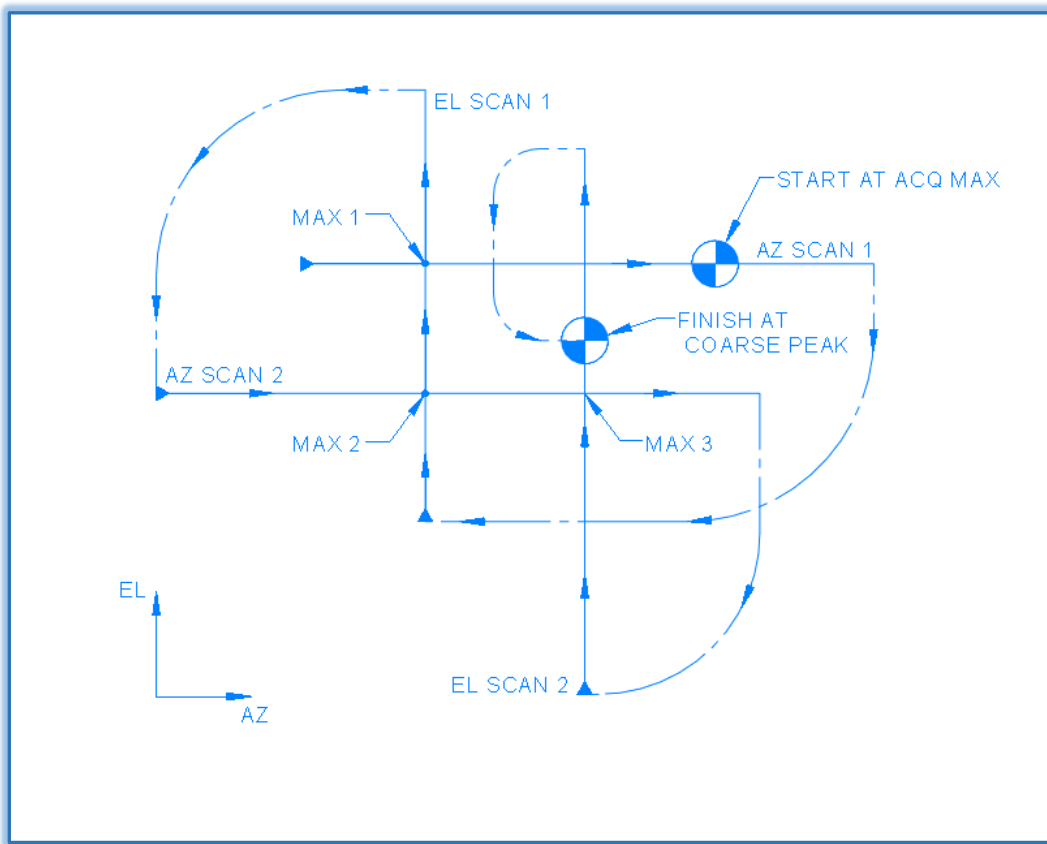 EL SCAN 1
START AT ACQ MAX
MAX 1
AZ SCAN 1
FINISH AT
COARSE PEAK
AZ SCAN 2
MAX 2
MAX 3
EL
EL SCAN 2
AZ